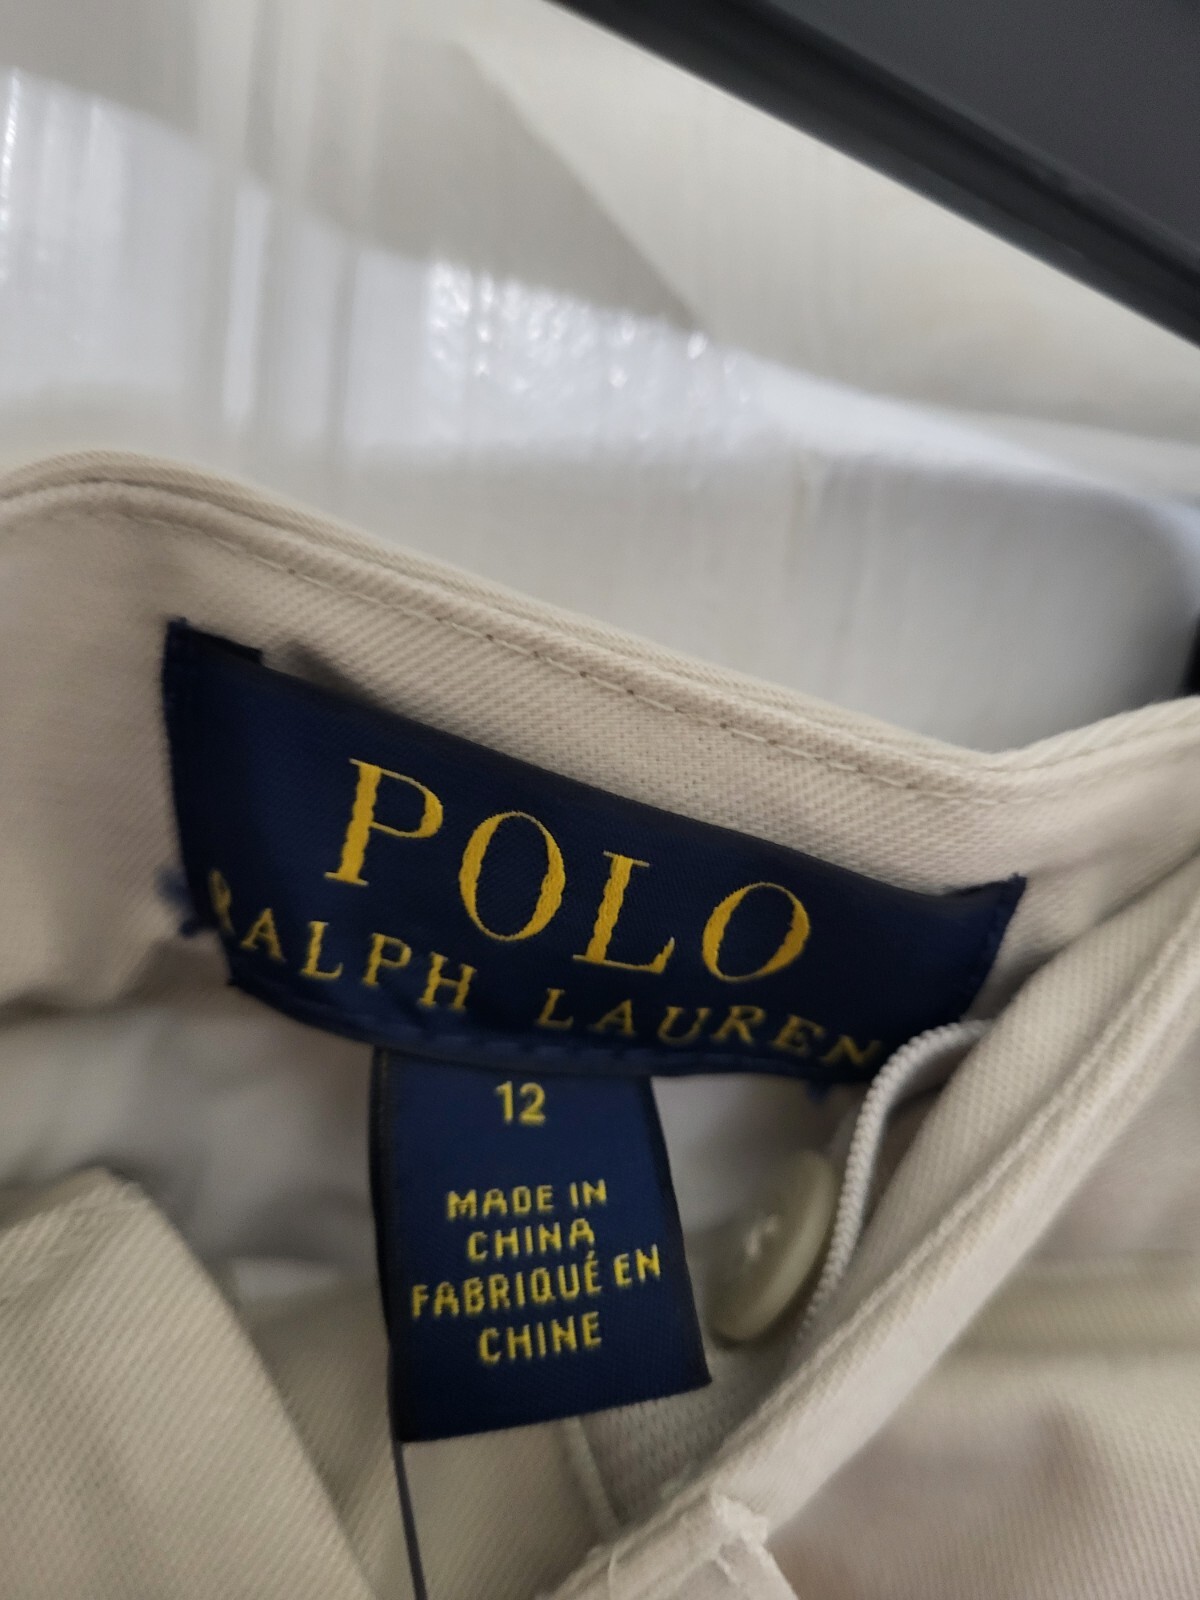 POLO
RALPH LAUREN
12
MADE IN
CHINA
FABRIQUÉ EN
CHINE